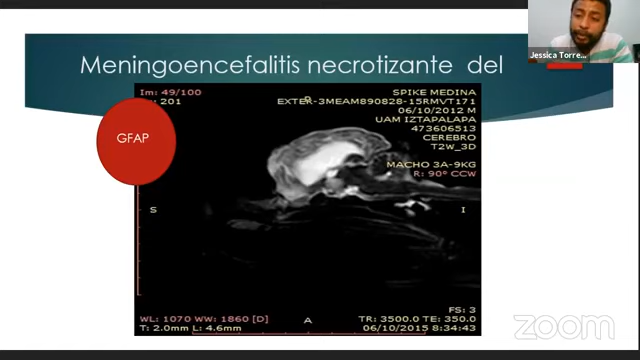 Jessica Torre...
Meningoencefalitis necrotizante del
GFAP
Im: 49/100
201
SPIKE MEDINA
EXTER-3MEAM890828-15RMVT171
06/10/2012 M
UAM IZTAPALAPA
473606513
CEREBRO
T2W_3D
MACHO 3A-9KG
R: 90° CCW
S
I
A
WL: 1070 WW: 1860 [D]
T: 2.0mm L: 4.6mm
FS: 3
TR: 3500.0 TE: 350.0
06/10/2015 8:34:43
zoom